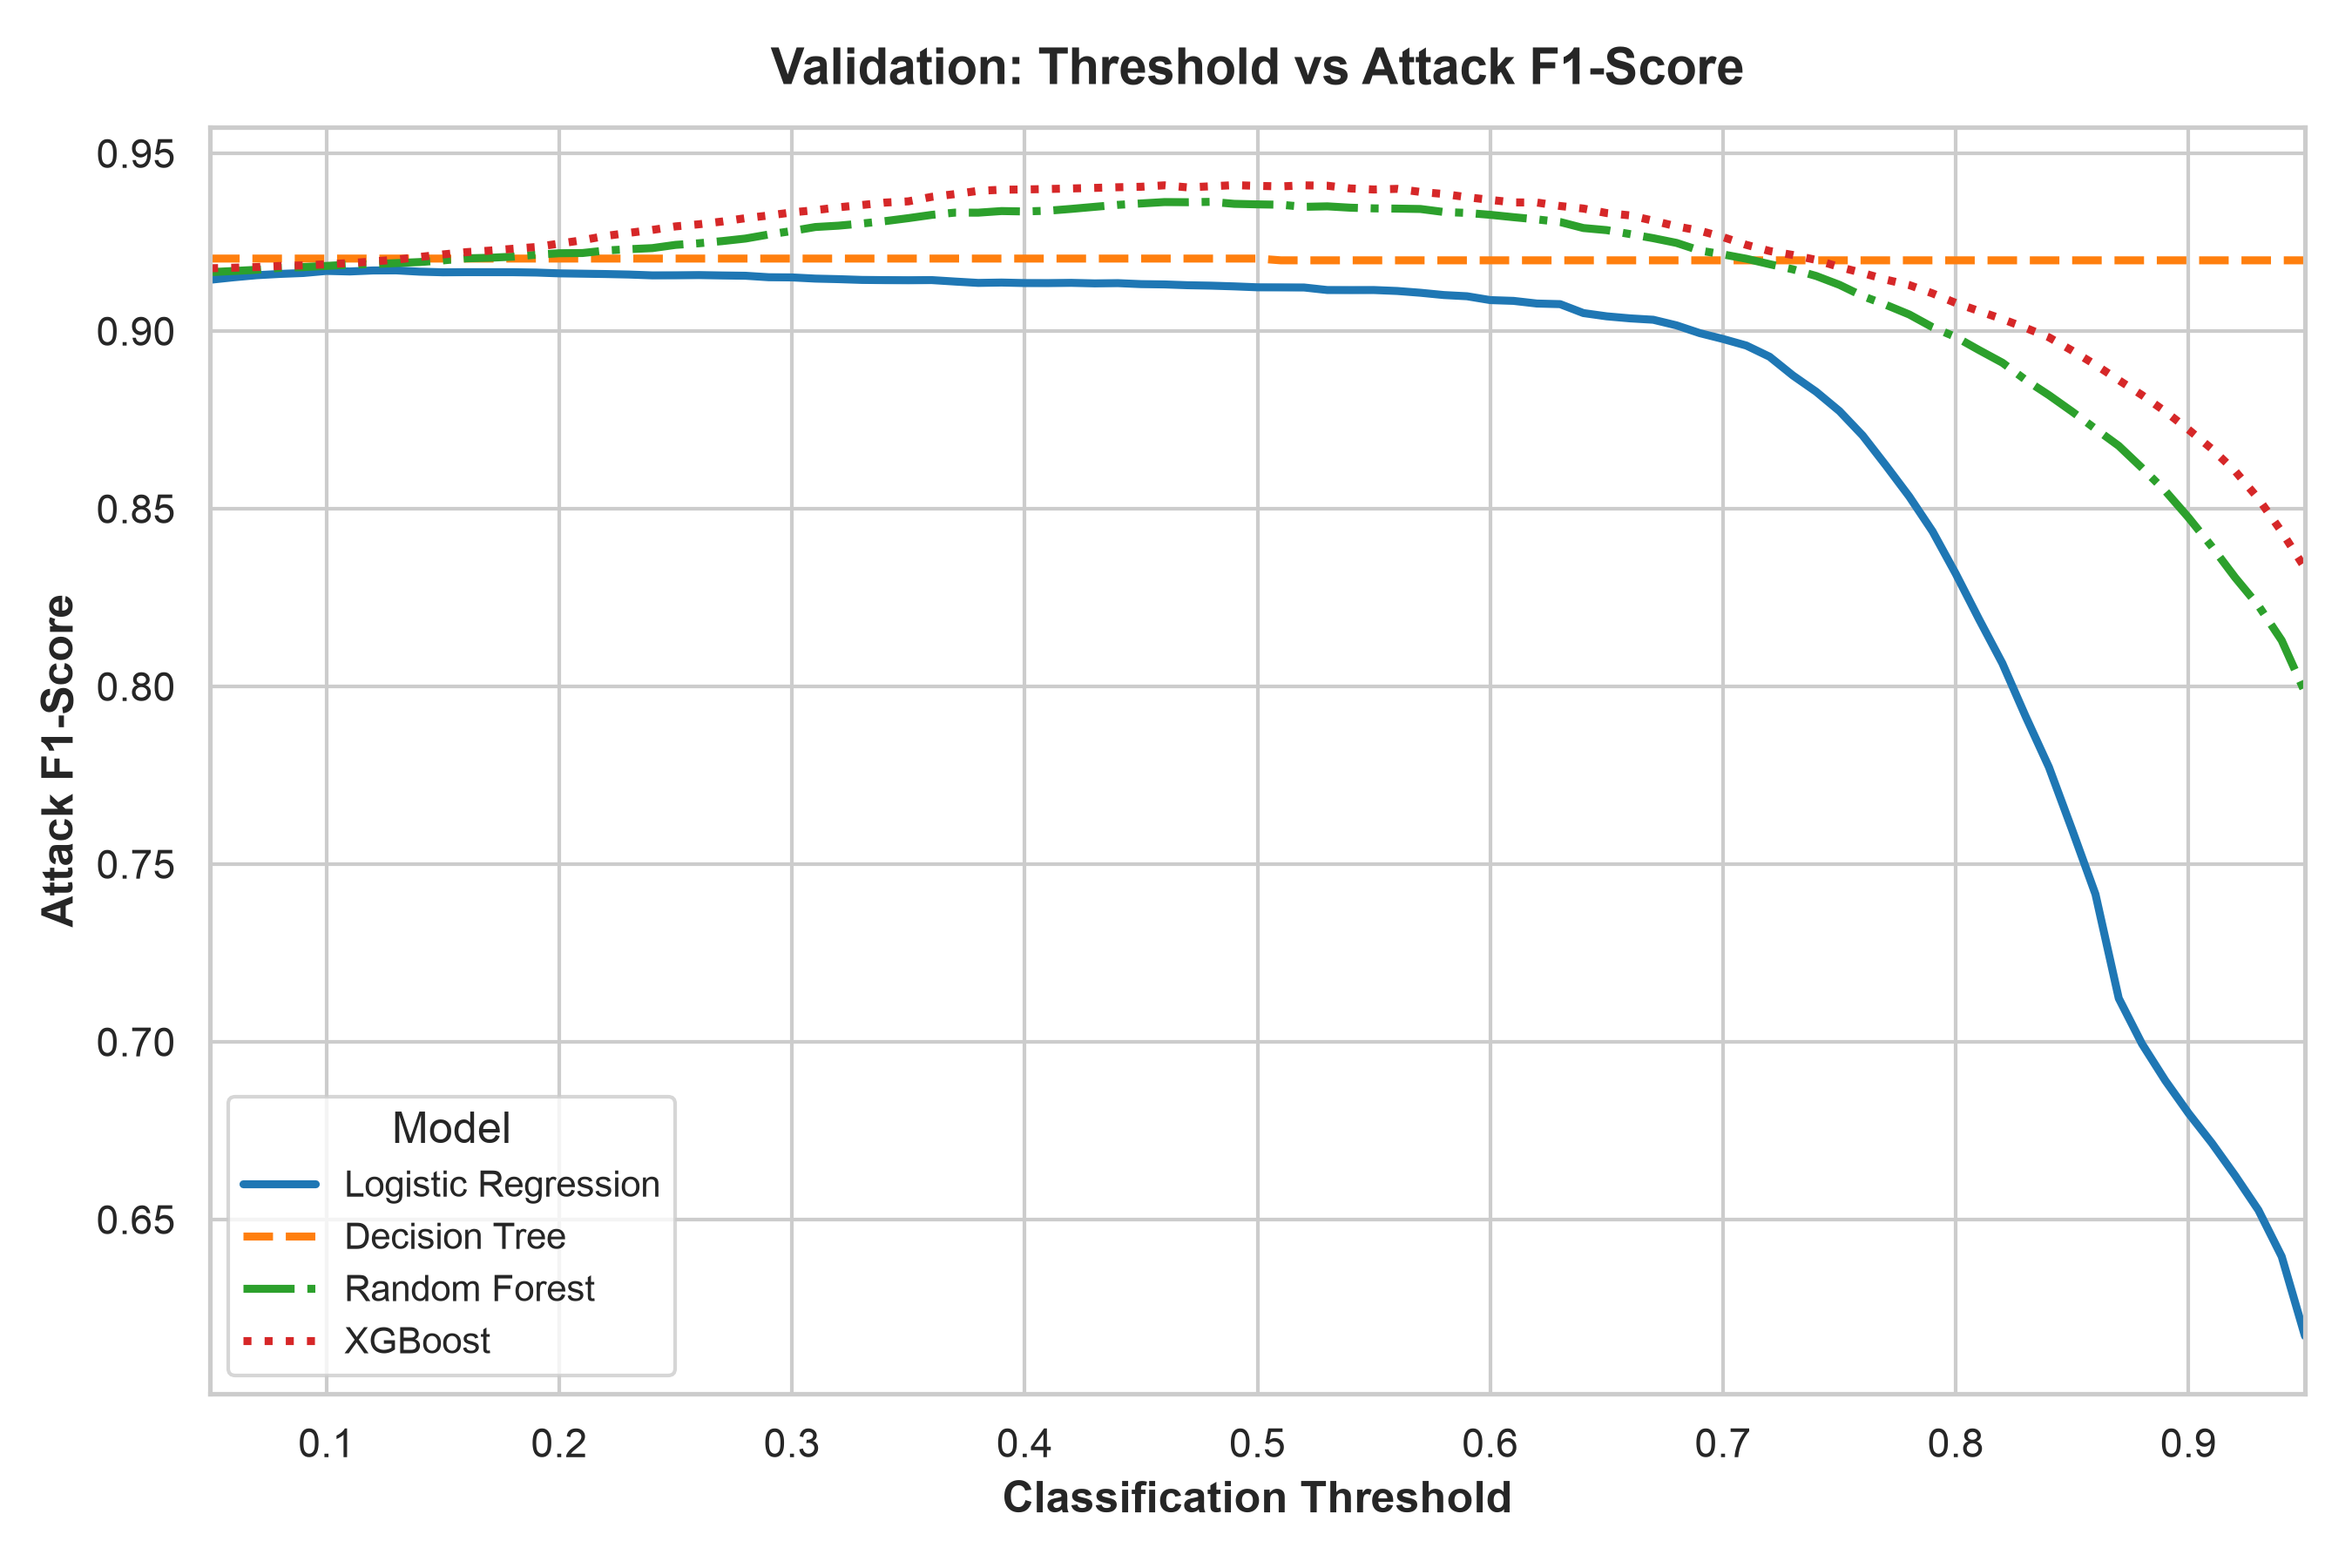 Validation: Threshold vs Attack F1-Score
Attack F1-Score
0.95
0.90
0.85
0.80
0.75
0.70
0.65
Model
Logistic Regression
Decision Tree
Random Forest
XGBoost
0.1 0.2 0.3 0.4 0.5 0.6 0.7 0.8 0.9
Classification Threshold